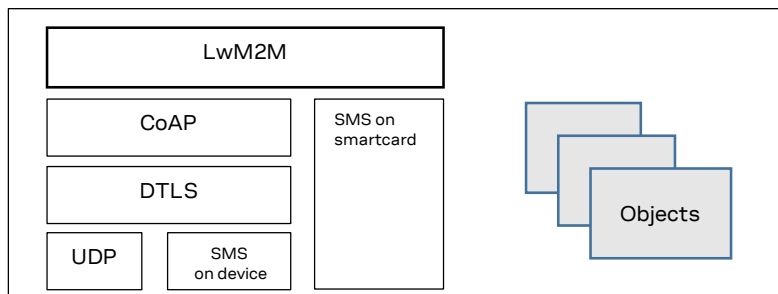 LwM2M
CoAP
SMS on
smartcard
DTLS
UDP
SMS
on device
Objects